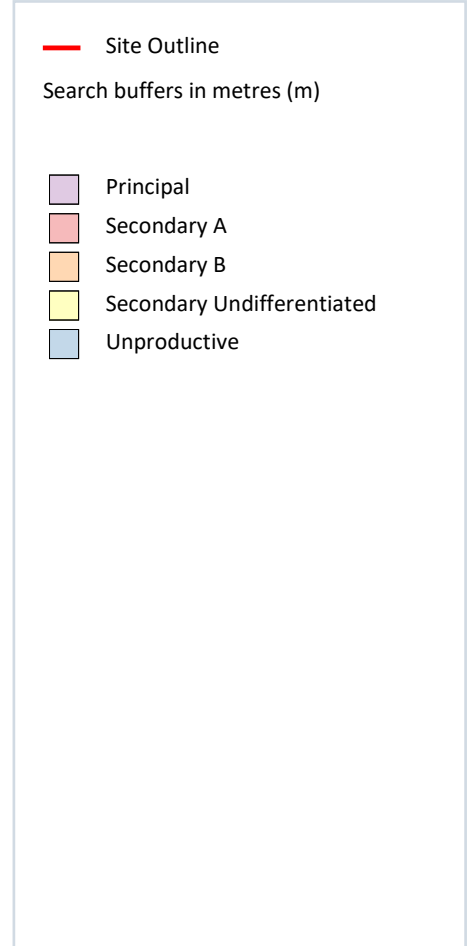 Site Outline
Search buffers in metres (m)
Principal
Secondary A
Secondary B
Secondary Undifferentiated
Unproductive